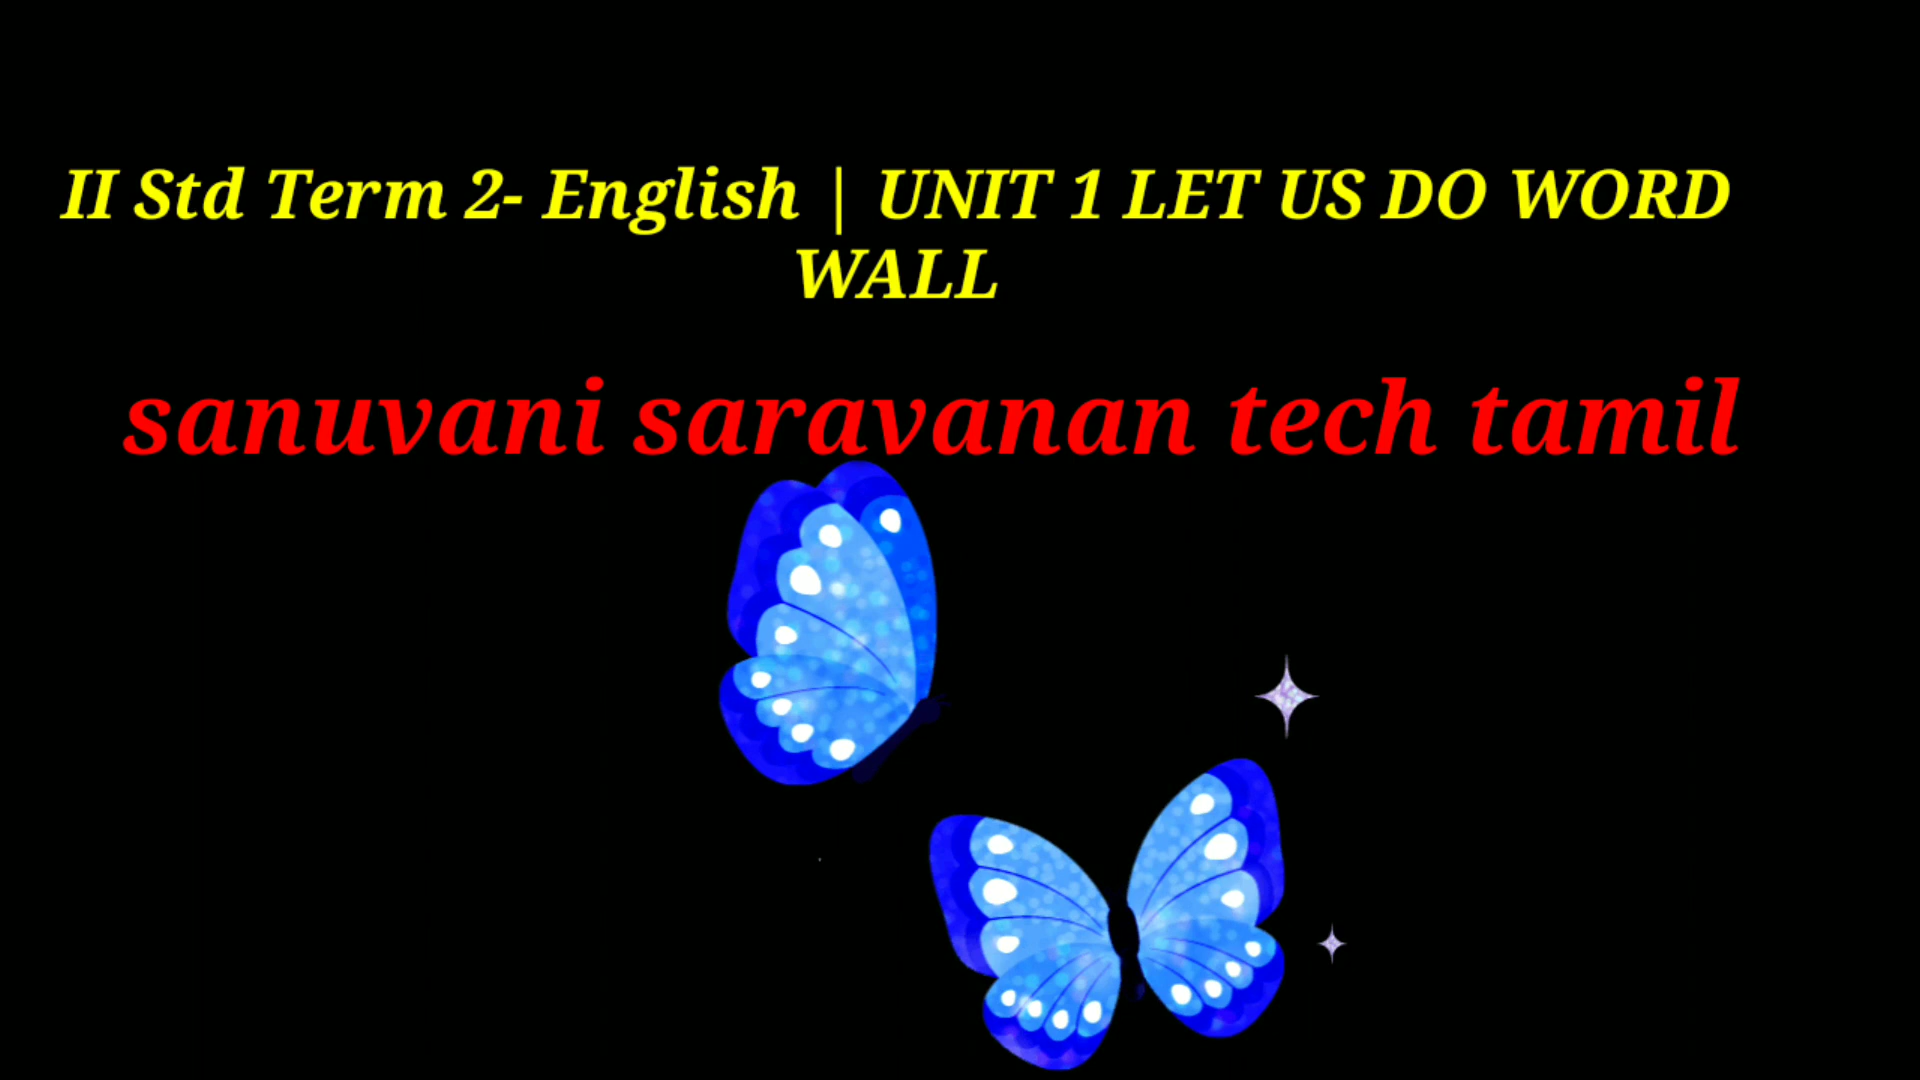 II Std Term 2- English | UNIT 1 LET US DO WORD
WALL
sanuvani saravanan tech tamil